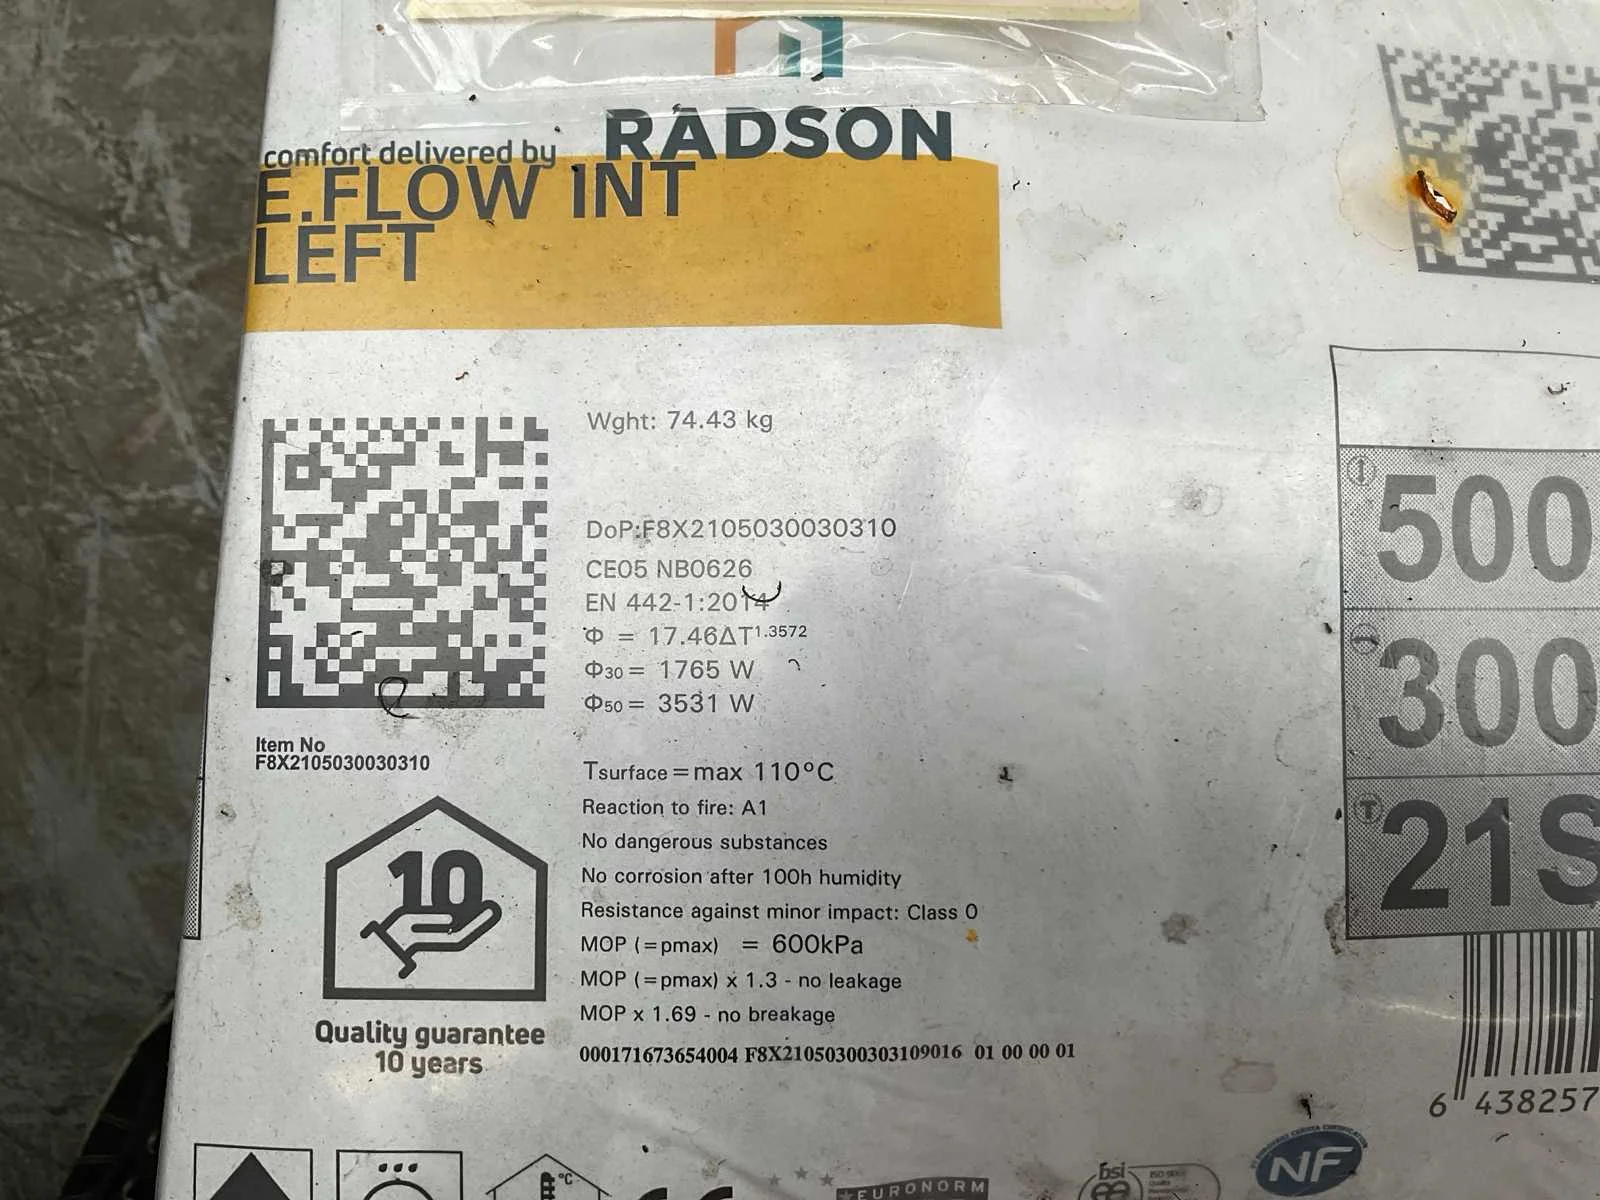 RADSON
comfort delivered by
E.FLOW INT
LEFT
Wght: 74.43 kg
DoP:F8X2105030030310
CE05 NB0626
EN 442-1:2014
Φ = 17.46ΔT1.3572
Φ30 = 1765 W
Φ50 = 3531 W
Item No
F8X2105030030310
Tsurface = max 110°C
Reaction to fire: A1
No dangerous substances
No corrosion after 100h humidity
Resistance against minor impact: Class 0
MOP (=pmax) = 600kPa
MOP (=pmax) x 1.3 - no leakage
MOP x 1.69 - no breakage
000171673654004 F8X21050300303109016 01 00 00 01
10
Quality guarantee
10 years
500
300
T
21S
6 438257
°C
EURONORM
bsi
NF